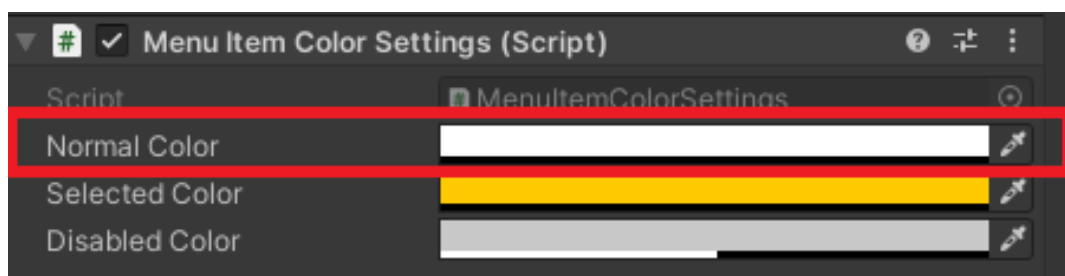 Menu Item Color Settings (Script)
Script MenuItemColorSettings
Normal Color
Selected Color
Disabled Color